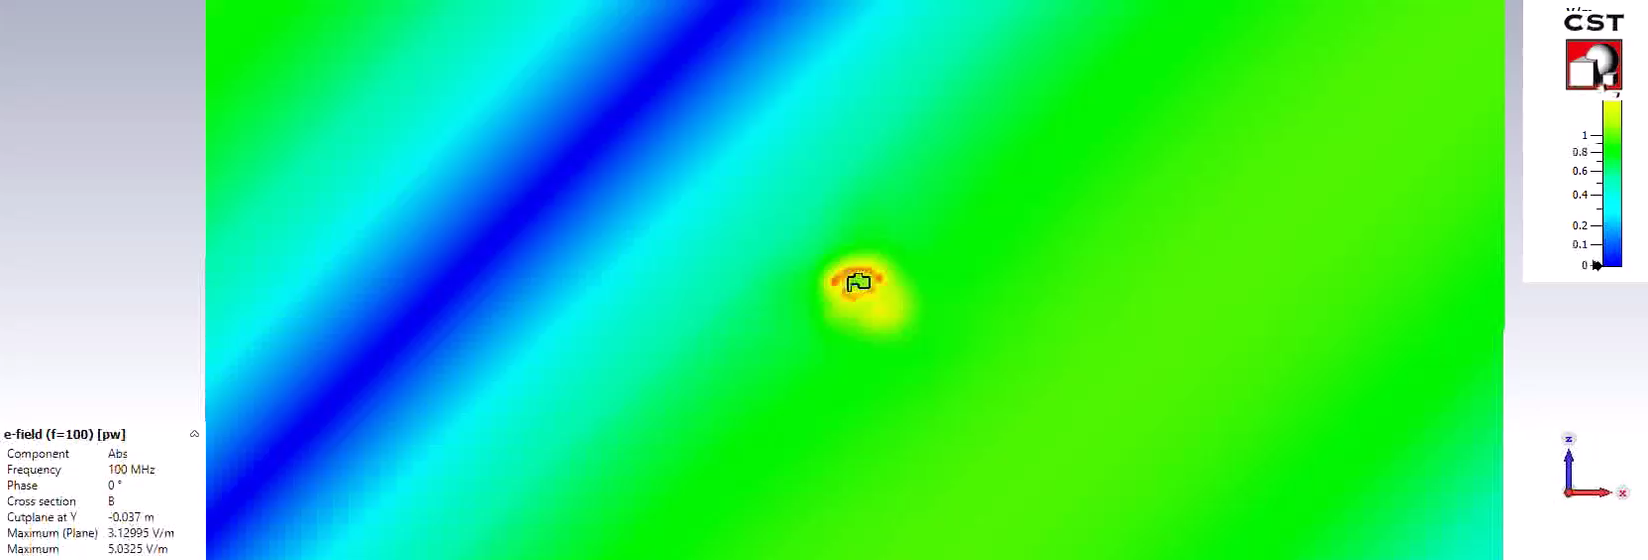 CST
1
0.8
0.6
0.4
0.2
0.1
0
e-field (f=100) [pw]
Component Abs
Frequency 100 MHz
Phase 0 °
Cross section B
Cutplane at Y -0.037 m
Maximum (Plane) 3.12995 V/m
Maximum 5.0325 V/m
z
x